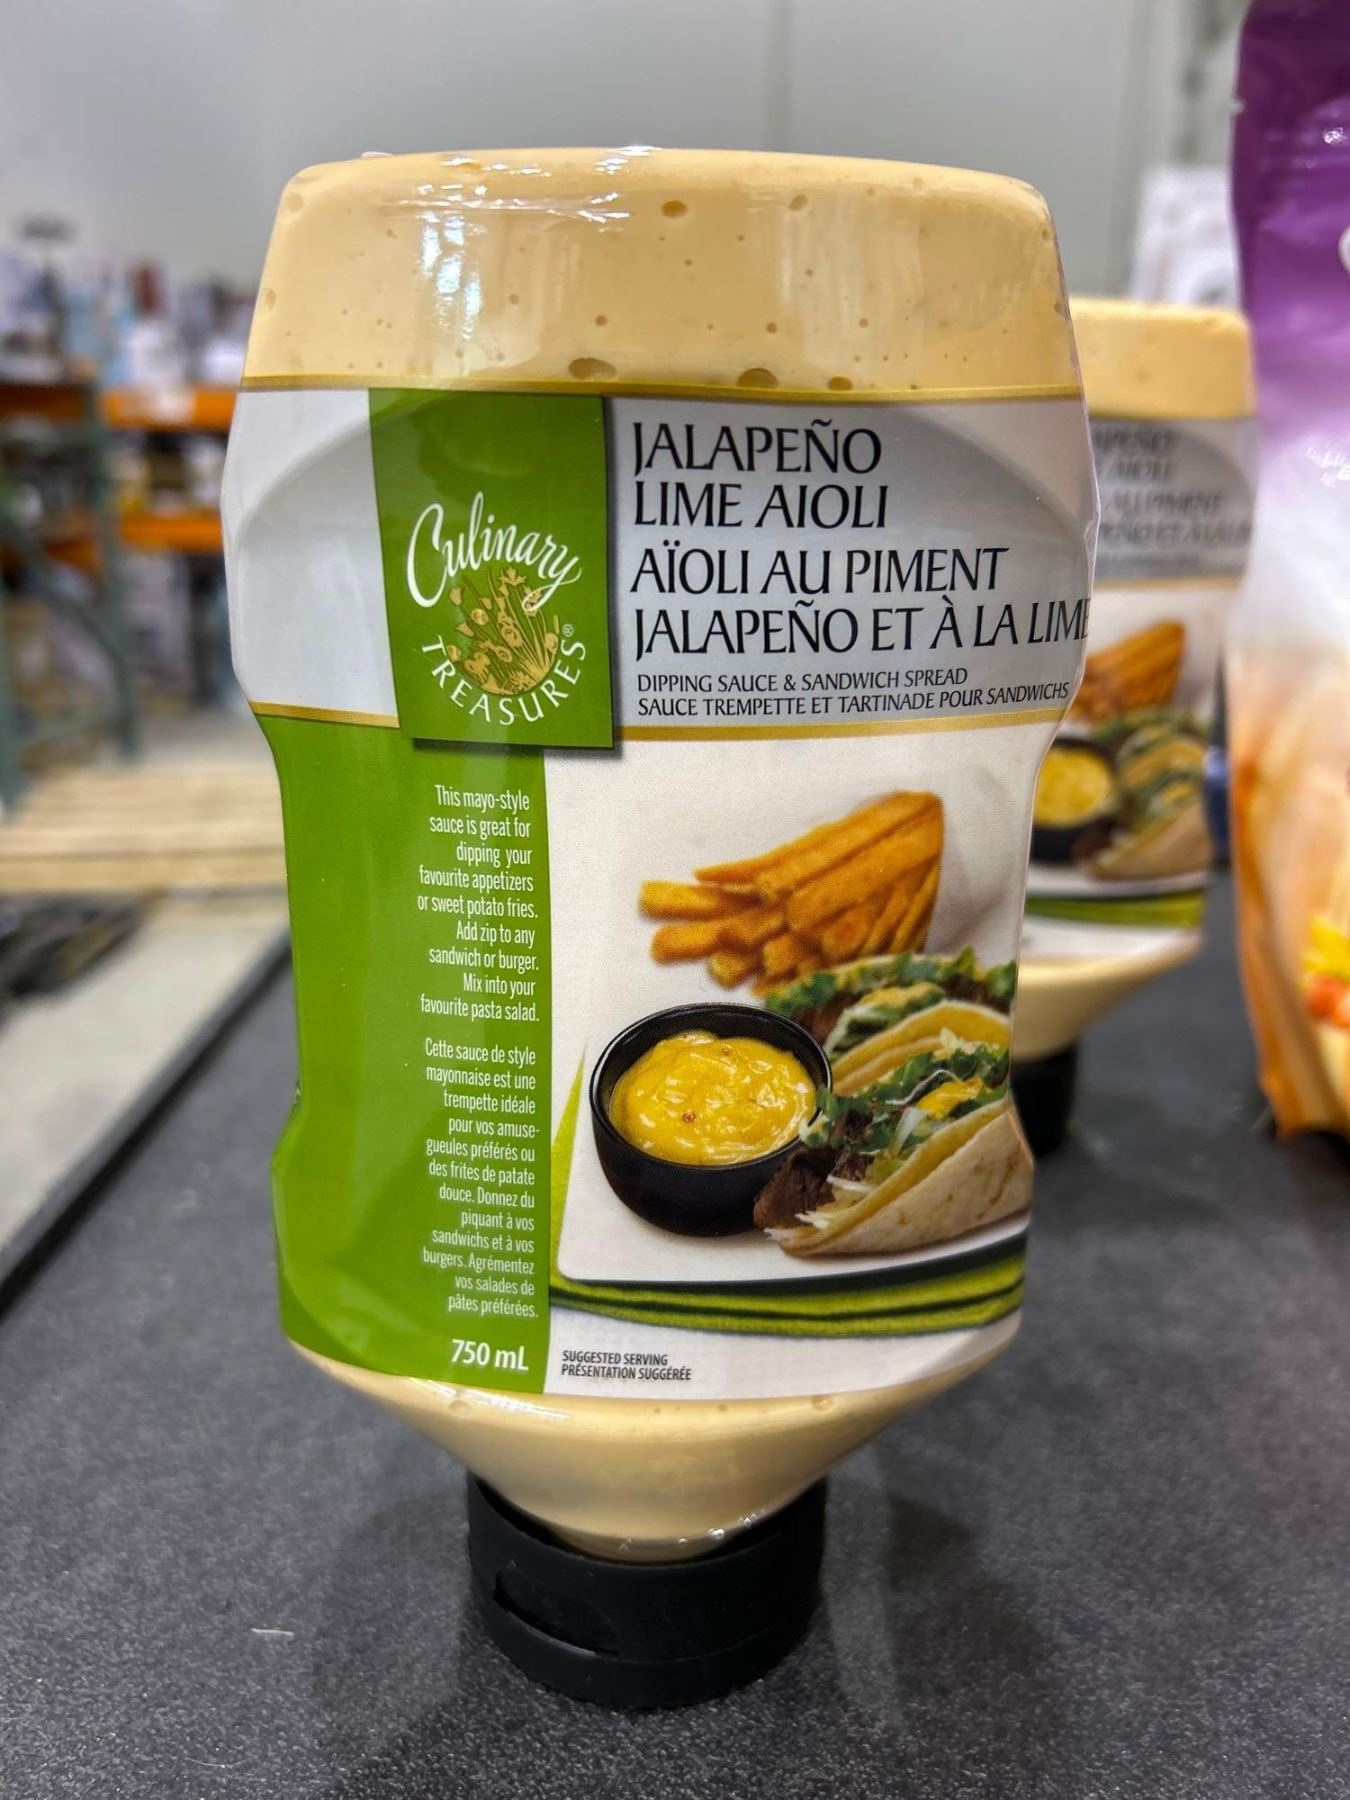 JALAPEÑO
LIME AIOLI
AÏOLI AU PIMENT
JALAPEÑO ET À LA LIME
DIPPING SAUCE & SANDWICH SPREAD
SAUCE TREMPETTE ET TARTINADE POUR SANDWICHS
Culinary
TREASURES®
This mayo-style
sauce is great for
dipping your
favourite appetizers
or sweet potato fries.
Add zip to any
sandwich or burger.
Mix into your
favourite pasta salad.
Cette sauce de style
mayonnaise est une
trempette idéale
pour vos amuse-
gueules préférés ou
des frites de patate
douce. Donnez du
piquant à vos
sandwichs et à vos
burgers. Agrémentez
vos salades de
pâtes préférées.
750 mL
SUGGESTED SERVING
PRÉSENTATION SUGGÉRÉE